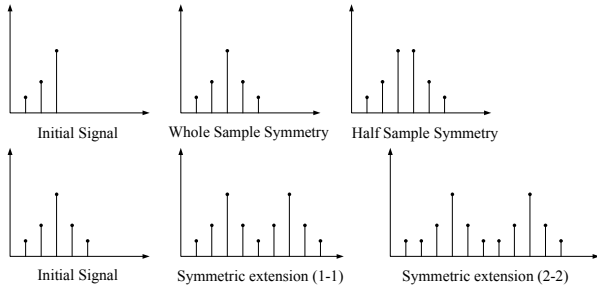 Initial Signal
Whole Sample Symmetry
Half Sample Symmetry
Initial Signal
Symmetric extension (1-1)
Symmetric extension (2-2)